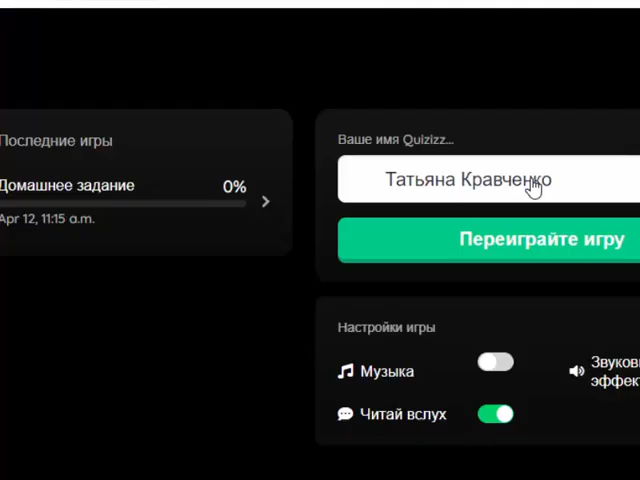 Последние игры
Домашнее задание
0%
Apr 12, 11:15 a.m.
Ваше имя Quizizz...
Татьяна Кравченко
Переиграйте игру
Настройки игры
Музыка
Читай вслух